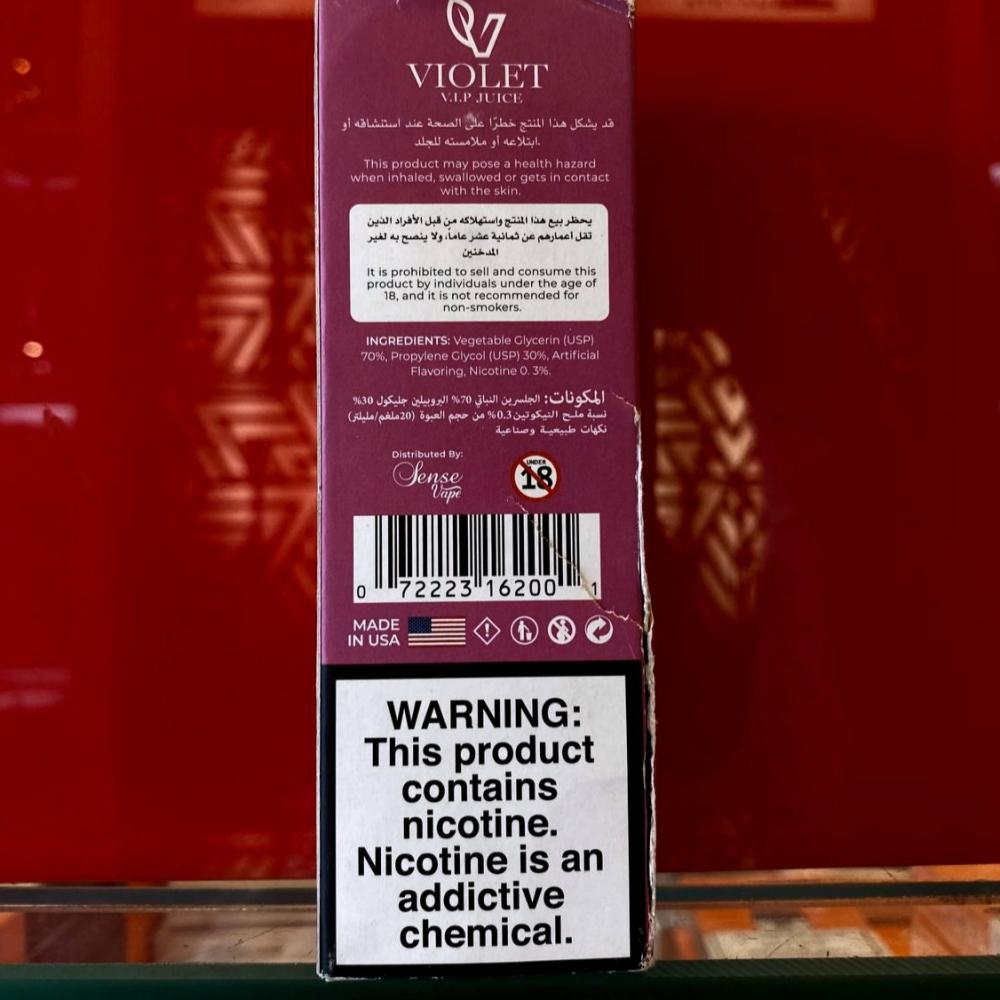 VIOLET
V.I.P JUICE
قد يشكل هذا المنتج خطرًا على الصحة عند استنشاقه أو
ابتلاعه أو ملامسته للجلد.
This product may pose a health hazard
when inhaled, swallowed or gets in contact
with the skin.
يحظر بيع هذا المنتج واستهلاكه من قبل الأفراد الذين
تقل أعمارهم عن ثمانية عشر عاماً، ولا ينصح به لغير
المدخنين
It is prohibited to sell and consume this
product by individuals under the age of
18, and it is not recommended for
non-smokers.
INGREDIENTS: Vegetable Glycerin (USP)
70%, Propylene Glycol (USP) 30%, Artificial
Flavoring, Nicotine 0. 3%.
المكونات: الجلسرين النباتي 70% البروبيلين جليكول 30%
نسبة ملح النيكوتين 0.3% من حجم العبوة (20ملغم/مليلتر)
نكهات طبيعية وصناعية
Distributed By:
Sense
Vape
UNDER
18
0 72223 16200 1
MADE
IN USA
WARNING:
This product
contains
nicotine.
Nicotine is an
addictive
chemical.